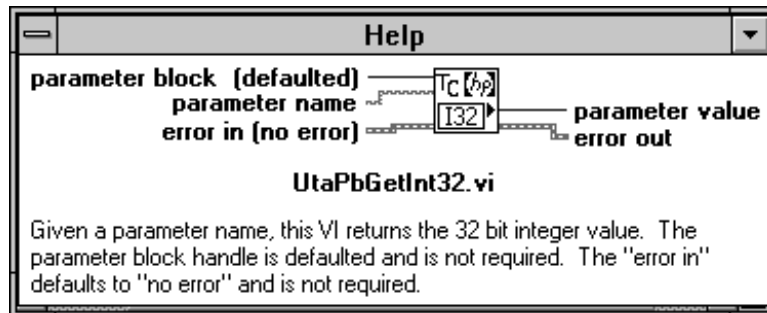 Help
parameter block (defaulted)
parameter name
error in (no error)
TC hp
I32
parameter value
error out
UtaPbGetInt32.vi
Given a parameter name, this VI returns the 32 bit integer value. The
parameter block handle is defaulted and is not required. The "error in"
defaults to "no error" and is not required.